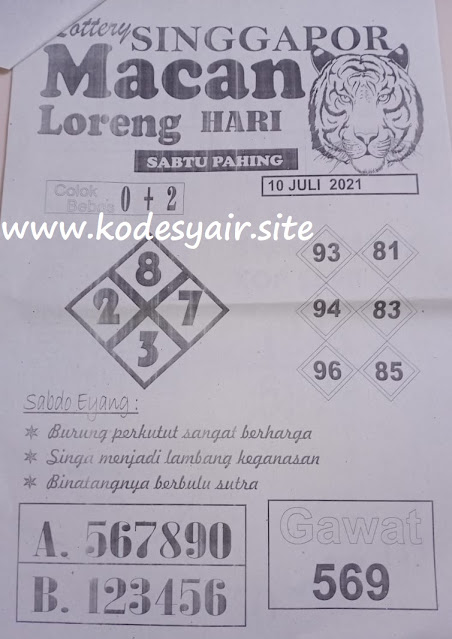 Lottery SINGGAPOR
Macan
Loreng HARI
SABTU PAHING
10 JULI 2021
Colok
Bebas 0 + 2
www.kodesyair.site
8
2 7
3
93 81
94 83
96 85
Sabdo Eyang :
✶ Burung perkutut sangat berharga
✶ Singa menjadi lambang keganasan
✶ Binatangnya berbulu sutra
A. 567890
B. 123456
Gawat
569